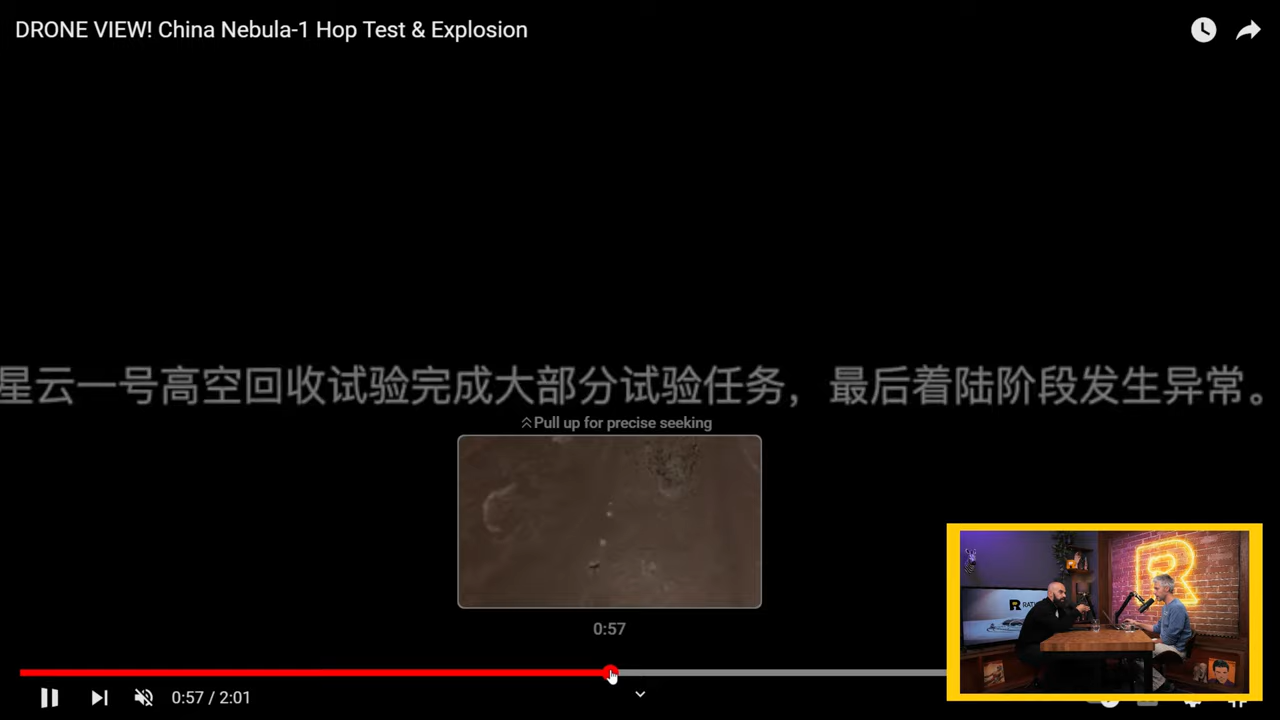 DRONE VIEW! China Nebula-1 Hop Test & Explosion
星云一号高空回收试验完成大部分试验任务，最后着陆阶段发生异常。
Pull up for precise seeking
0:57
0:57 / 2:01
R